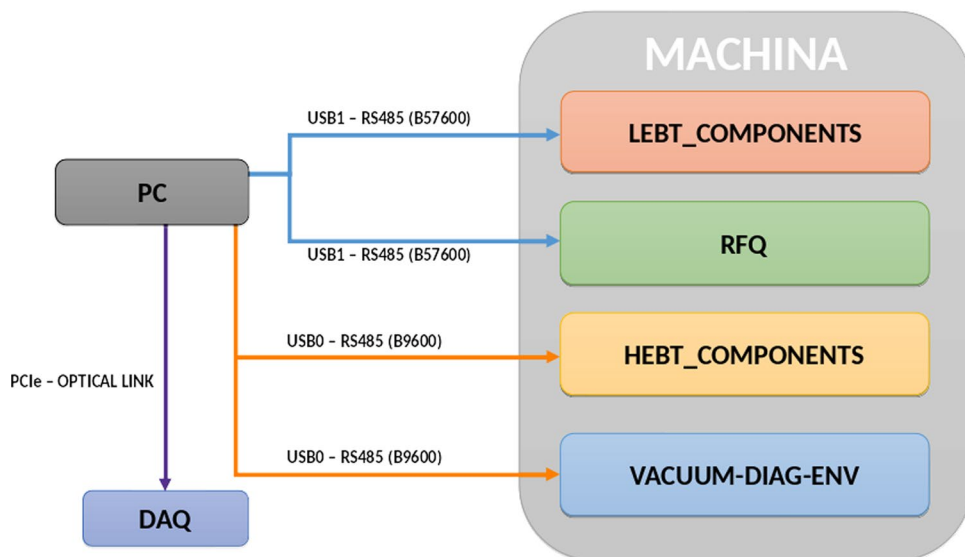 MACHINA
USB1 – RS485 (B57600)
LEBT_COMPONENTS
PC
RFQ
USB1 – RS485 (B57600)
USB0 – RS485 (B9600)
HEBT_COMPONENTS
PCIe – OPTICAL LINK
USB0 – RS485 (B9600)
VACUUM-DIAG-ENV
DAQ